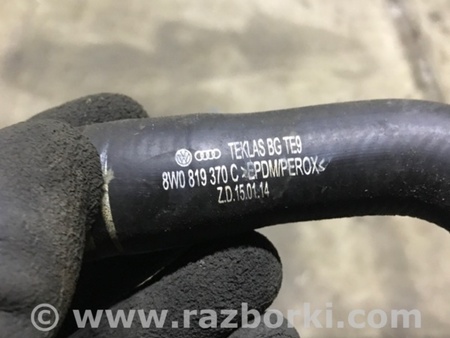 TEKLAS BG TE9
8W0 819 370 C >EPDM/PEROX<
Z.D.15.01.14
© www.razborki.com